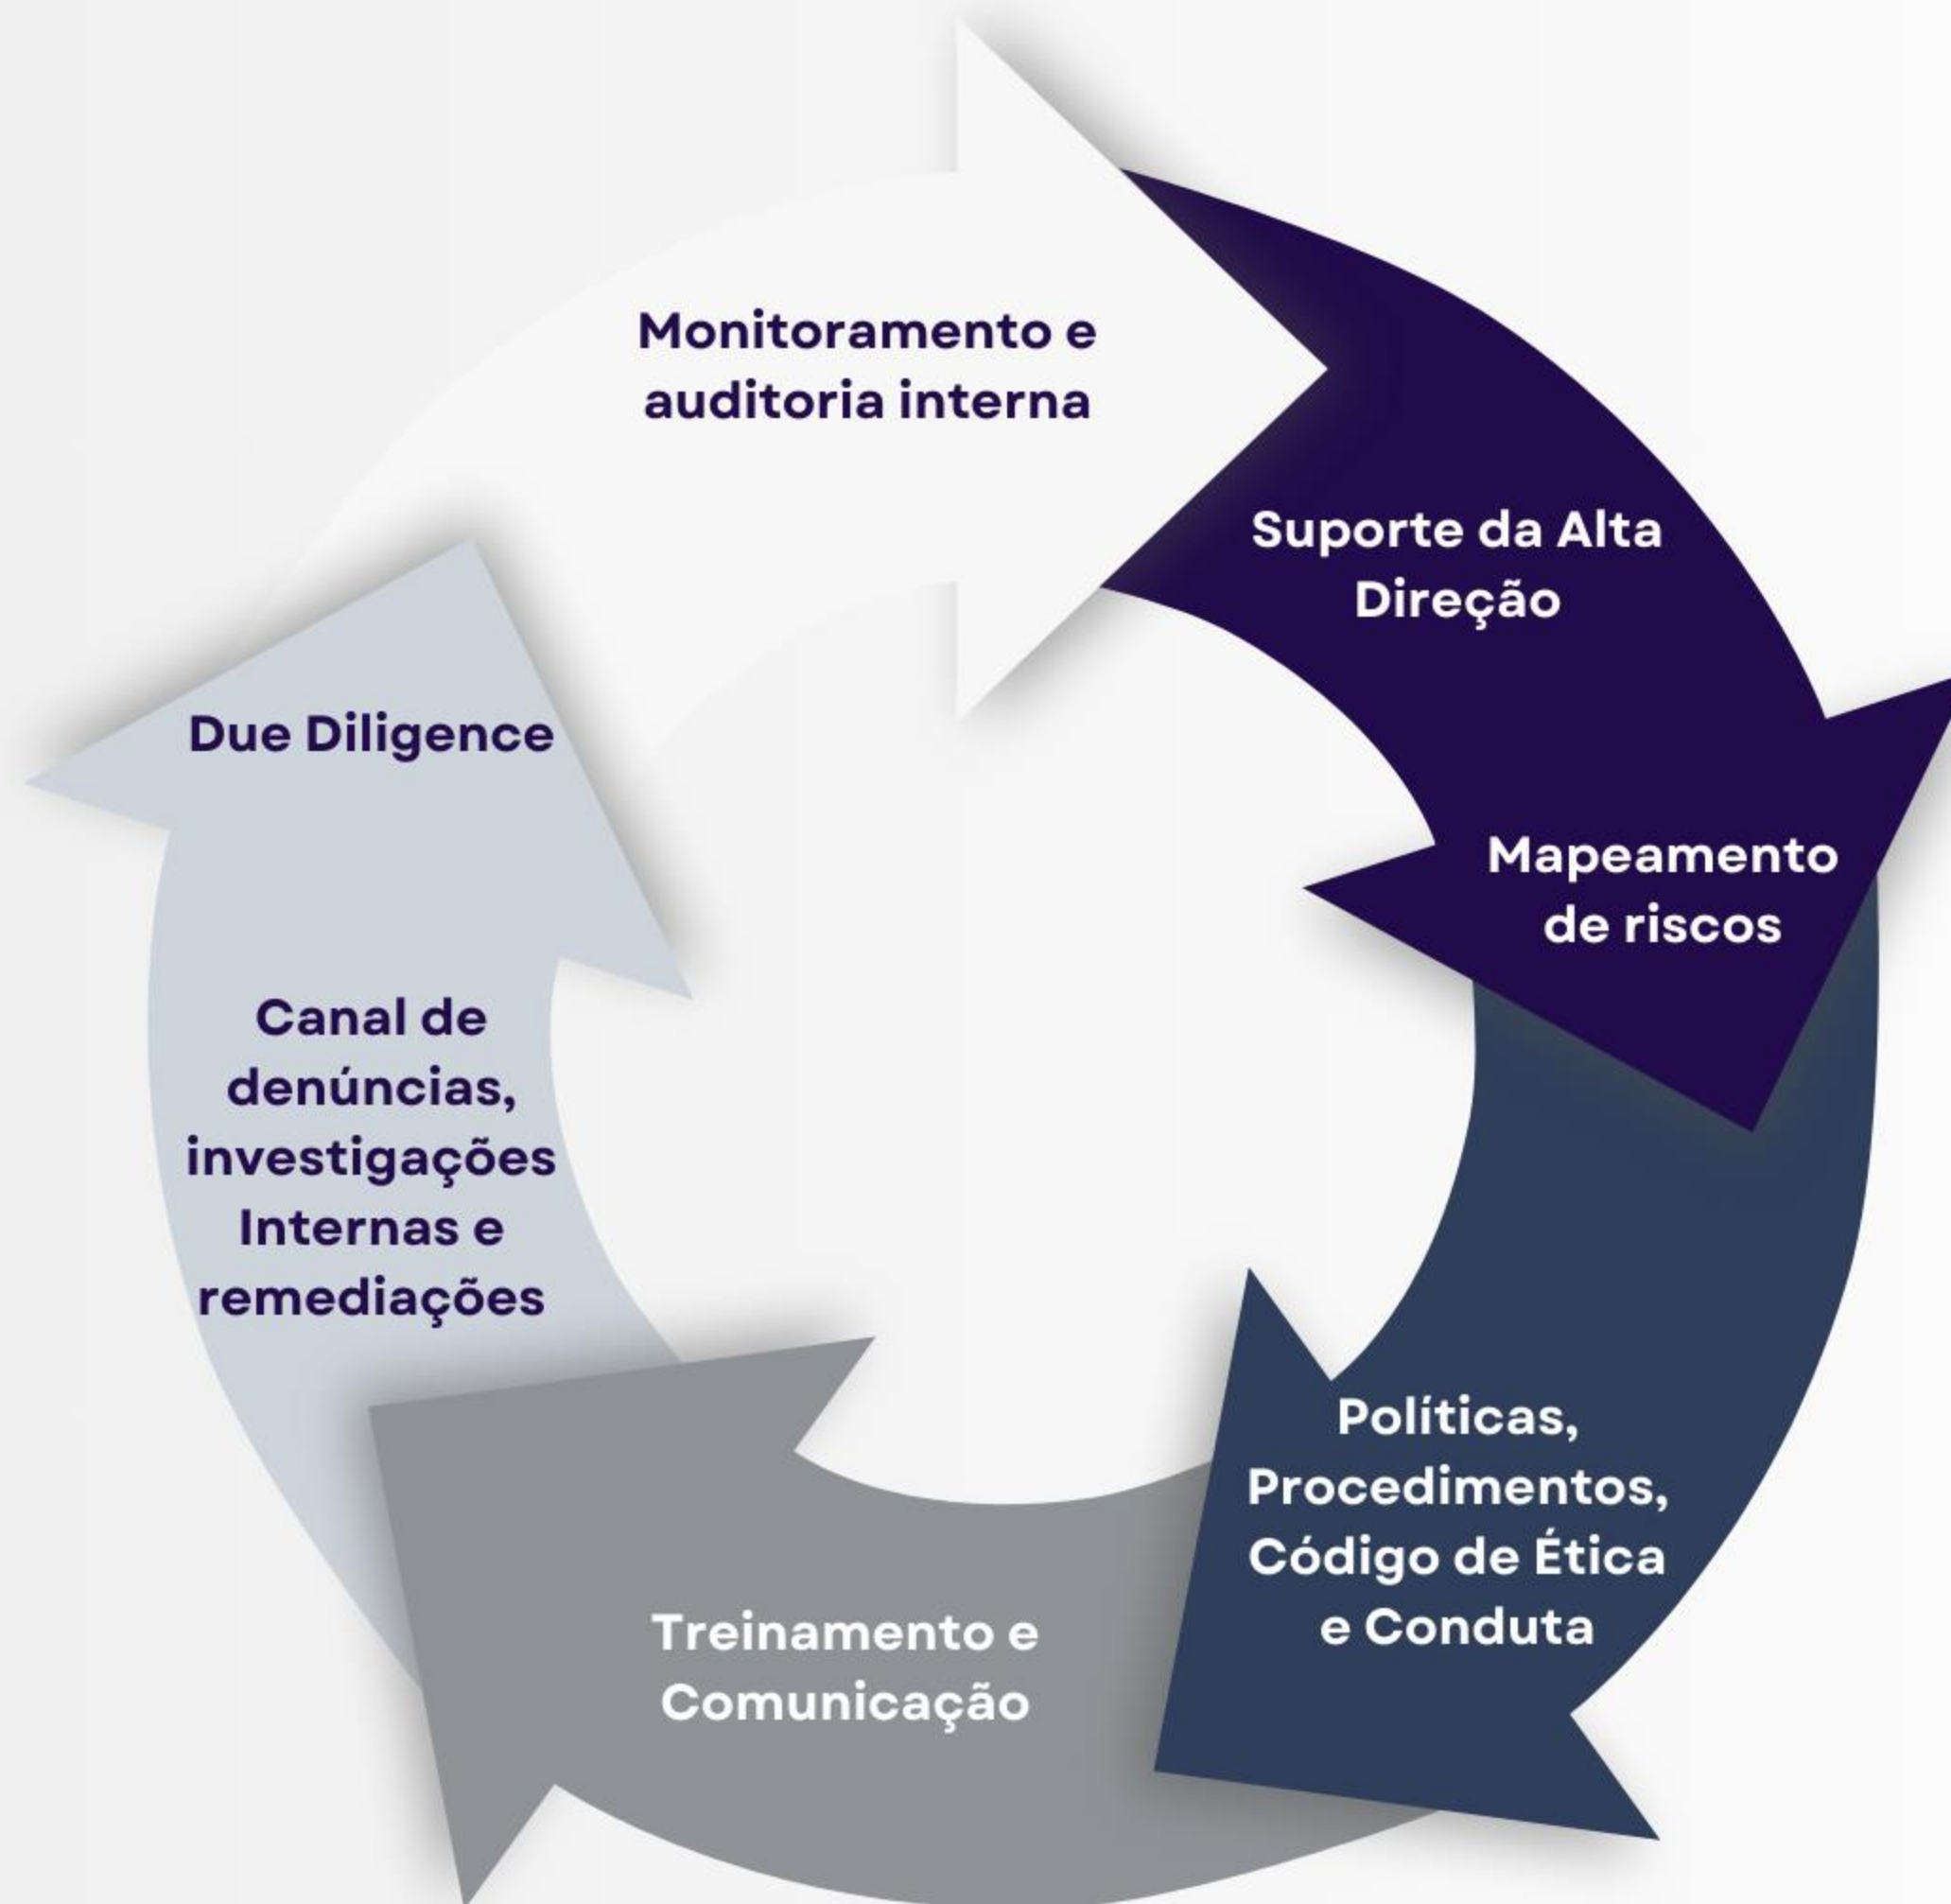 Monitoramento e
auditoria interna
Suporte da Alta
Direção
Mapeamento
de riscos
Políticas,
Procedimentos,
Código de Ética
e Conduta
Treinamento e
Comunicação
Canal de
denúncias,
investigações
Internas e
remediações
Due Diligence